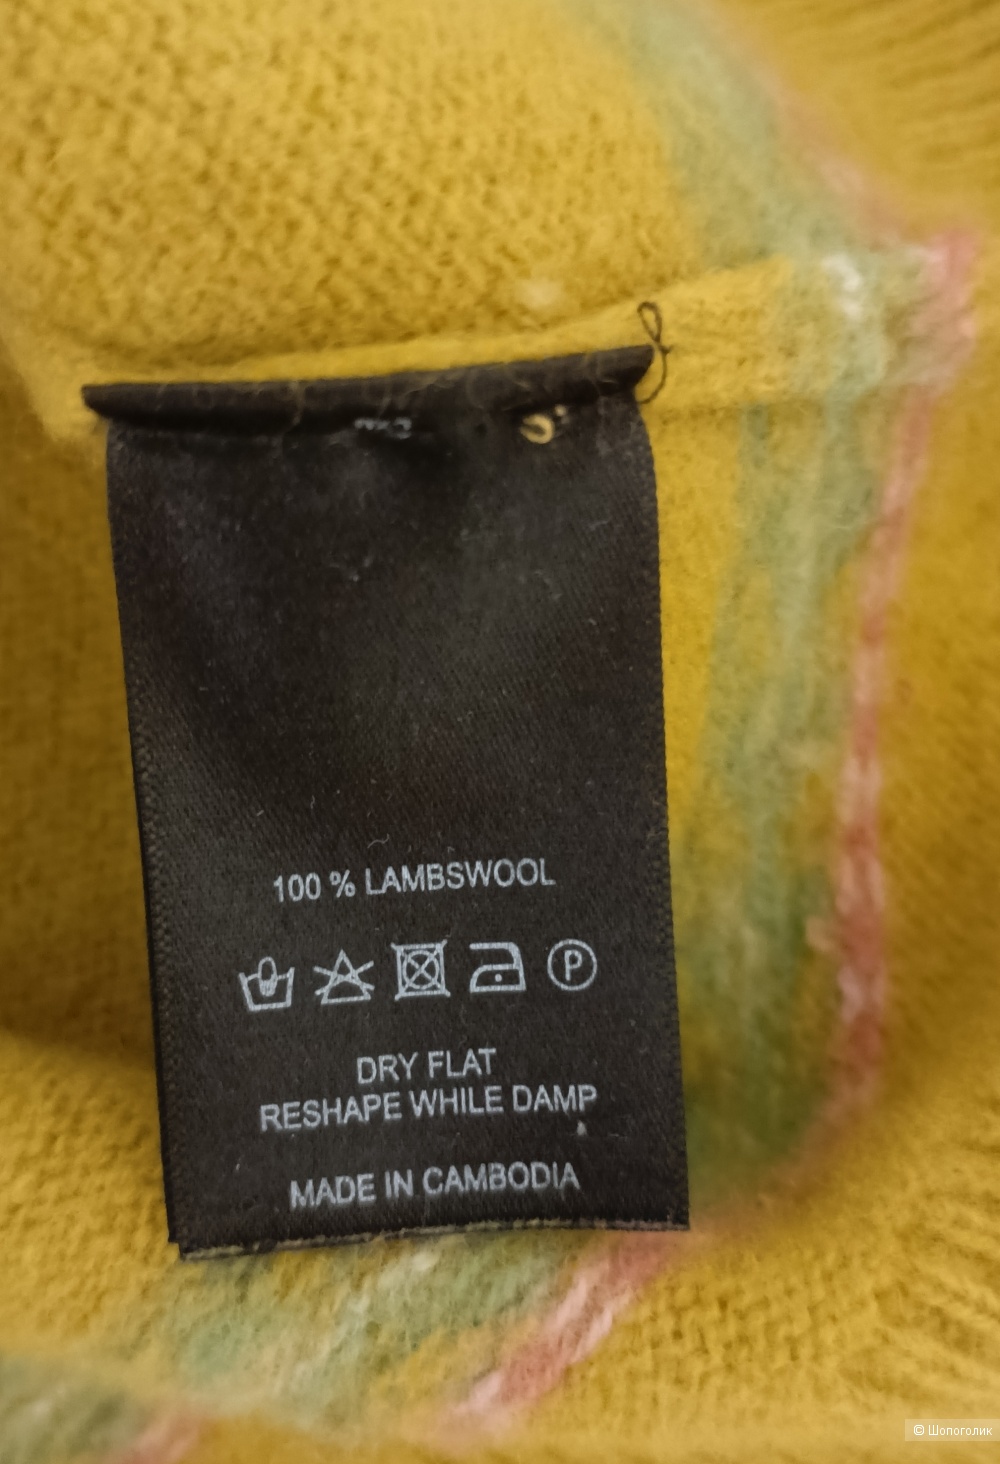 100 % LAMBSWOOL
P
DRY FLAT
RESHAPE WHILE DAMP
MADE IN CAMBODIA
© Шопоголик